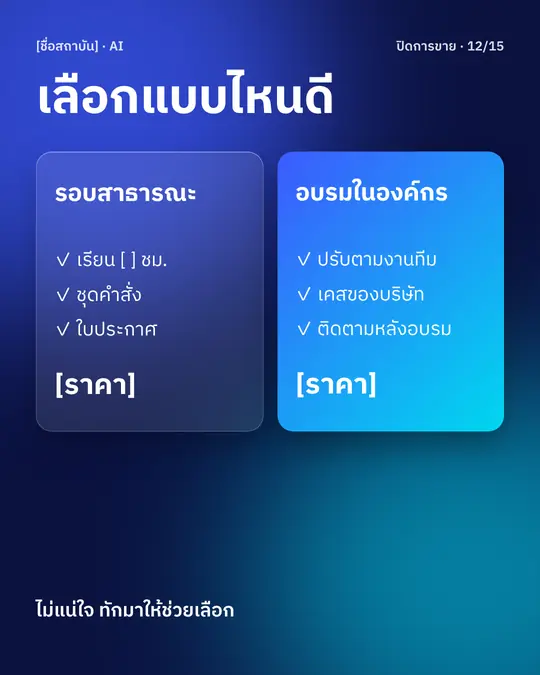 [ชื่อสถาบัน] · AI
ปิดการขาย · 12/15
เลือกแบบไหนดี
รอบสาธารณะ
✓ เรียน [ ] ชม.
✓ ชุดคำสั่ง
✓ ใบประกาศ
[ราคา]
อบรมในองค์กร
✓ ปรับตามงานทีม
✓ เคสของบริษัท
✓ ติดตามหลังอบรม
[ราคา]
ไม่แน่ใจ ทักมาให้ช่วยเลือก